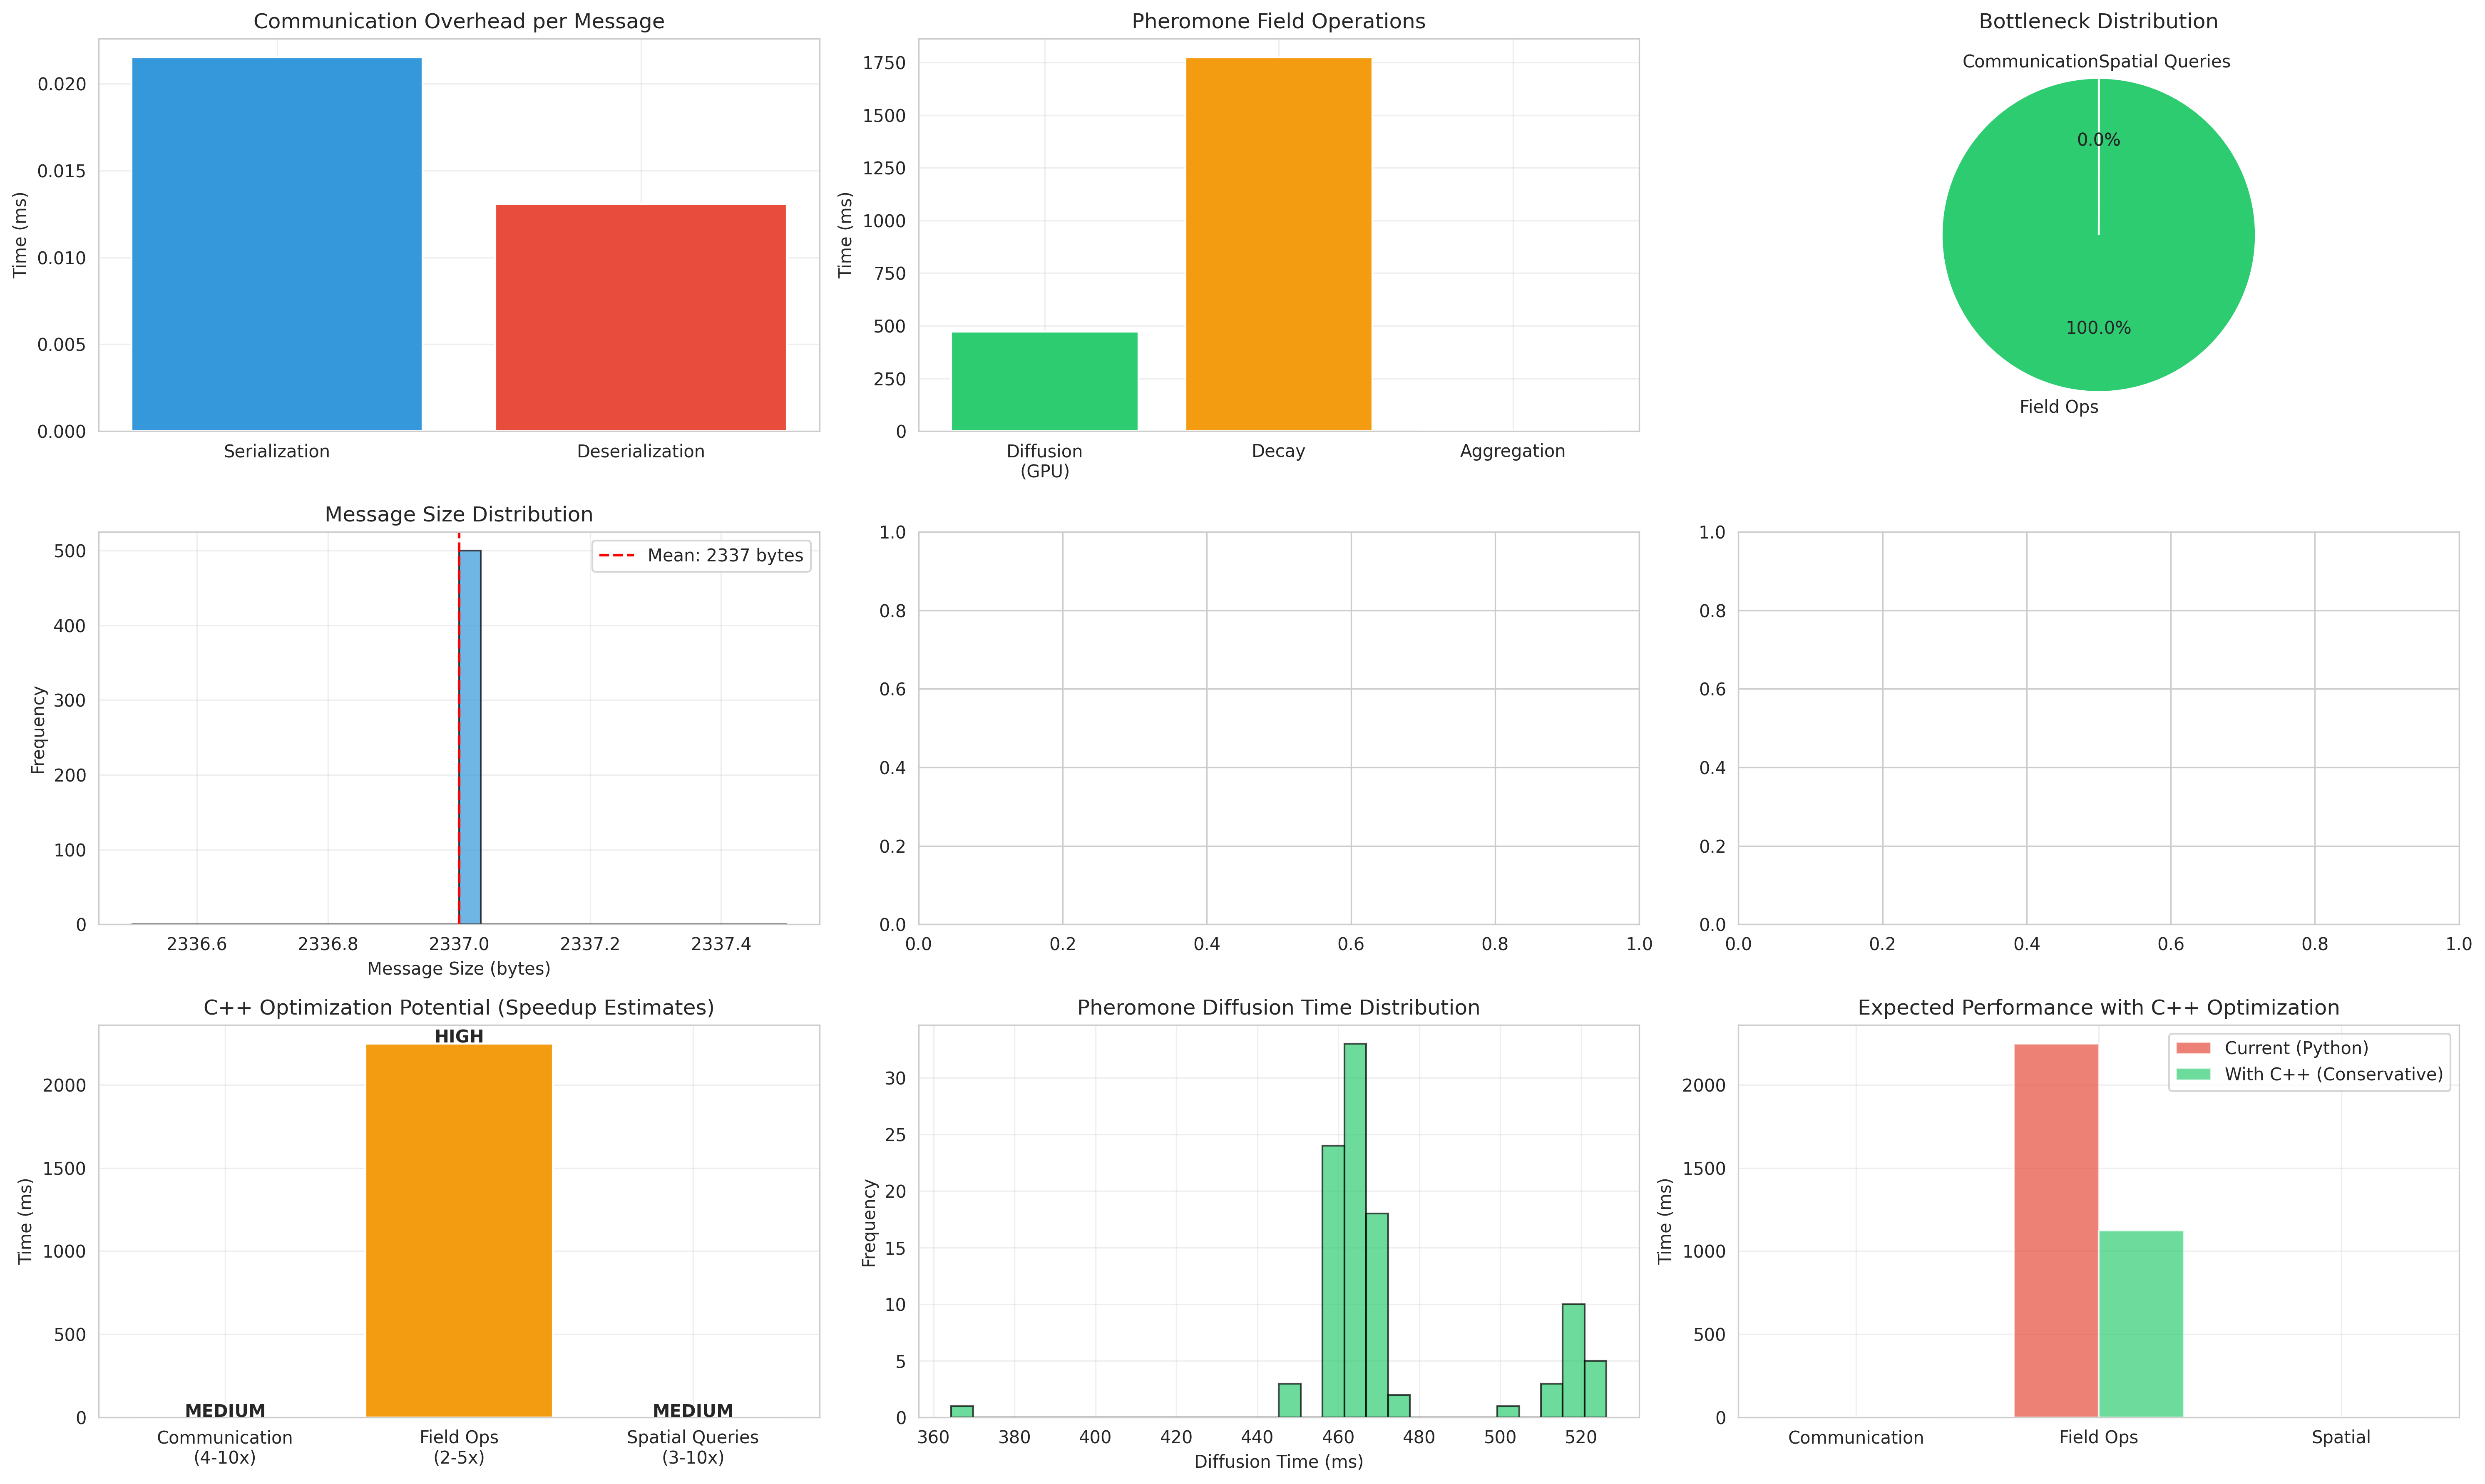 Communication Overhead per Message
Time (ms)
0.020
0.015
0.010
0.005
0.000
Serialization
Deserialization
Pheromone Field Operations
Time (ms)
1750
1500
1250
1000
750
500
250
0
Diffusion
(GPU)
Decay
Aggregation
Bottleneck Distribution
Communication
Spatial Queries
0.0%
100.0%
Field Ops
Message Size Distribution
Frequency
500
400
300
200
100
0
Mean: 2337 bytes
2336.6
2336.8
2337.0
2337.2
2337.4
Message Size (bytes)
1.0
0.8
0.6
0.4
0.2
0.0
0.0
0.2
0.4
0.6
0.8
1.0
1.0
0.8
0.6
0.4
0.2
0.0
0.0
0.2
0.4
0.6
0.8
1.0
C++ Optimization Potential (Speedup Estimates)
Time (ms)
2000
1500
1000
500
0
MEDIUM
HIGH
MEDIUM
Communication
(4-10x)
Field Ops
(2-5x)
Spatial Queries
(3-10x)
Pheromone Diffusion Time Distribution
Frequency
30
25
20
15
10
5
0
360
380
400
420
440
460
480
500
520
Diffusion Time (ms)
Expected Performance with C++ Optimization
Time (ms)
2000
1500
1000
500
0
Current (Python)
With C++ (Conservative)
Communication
Field Ops
Spatial